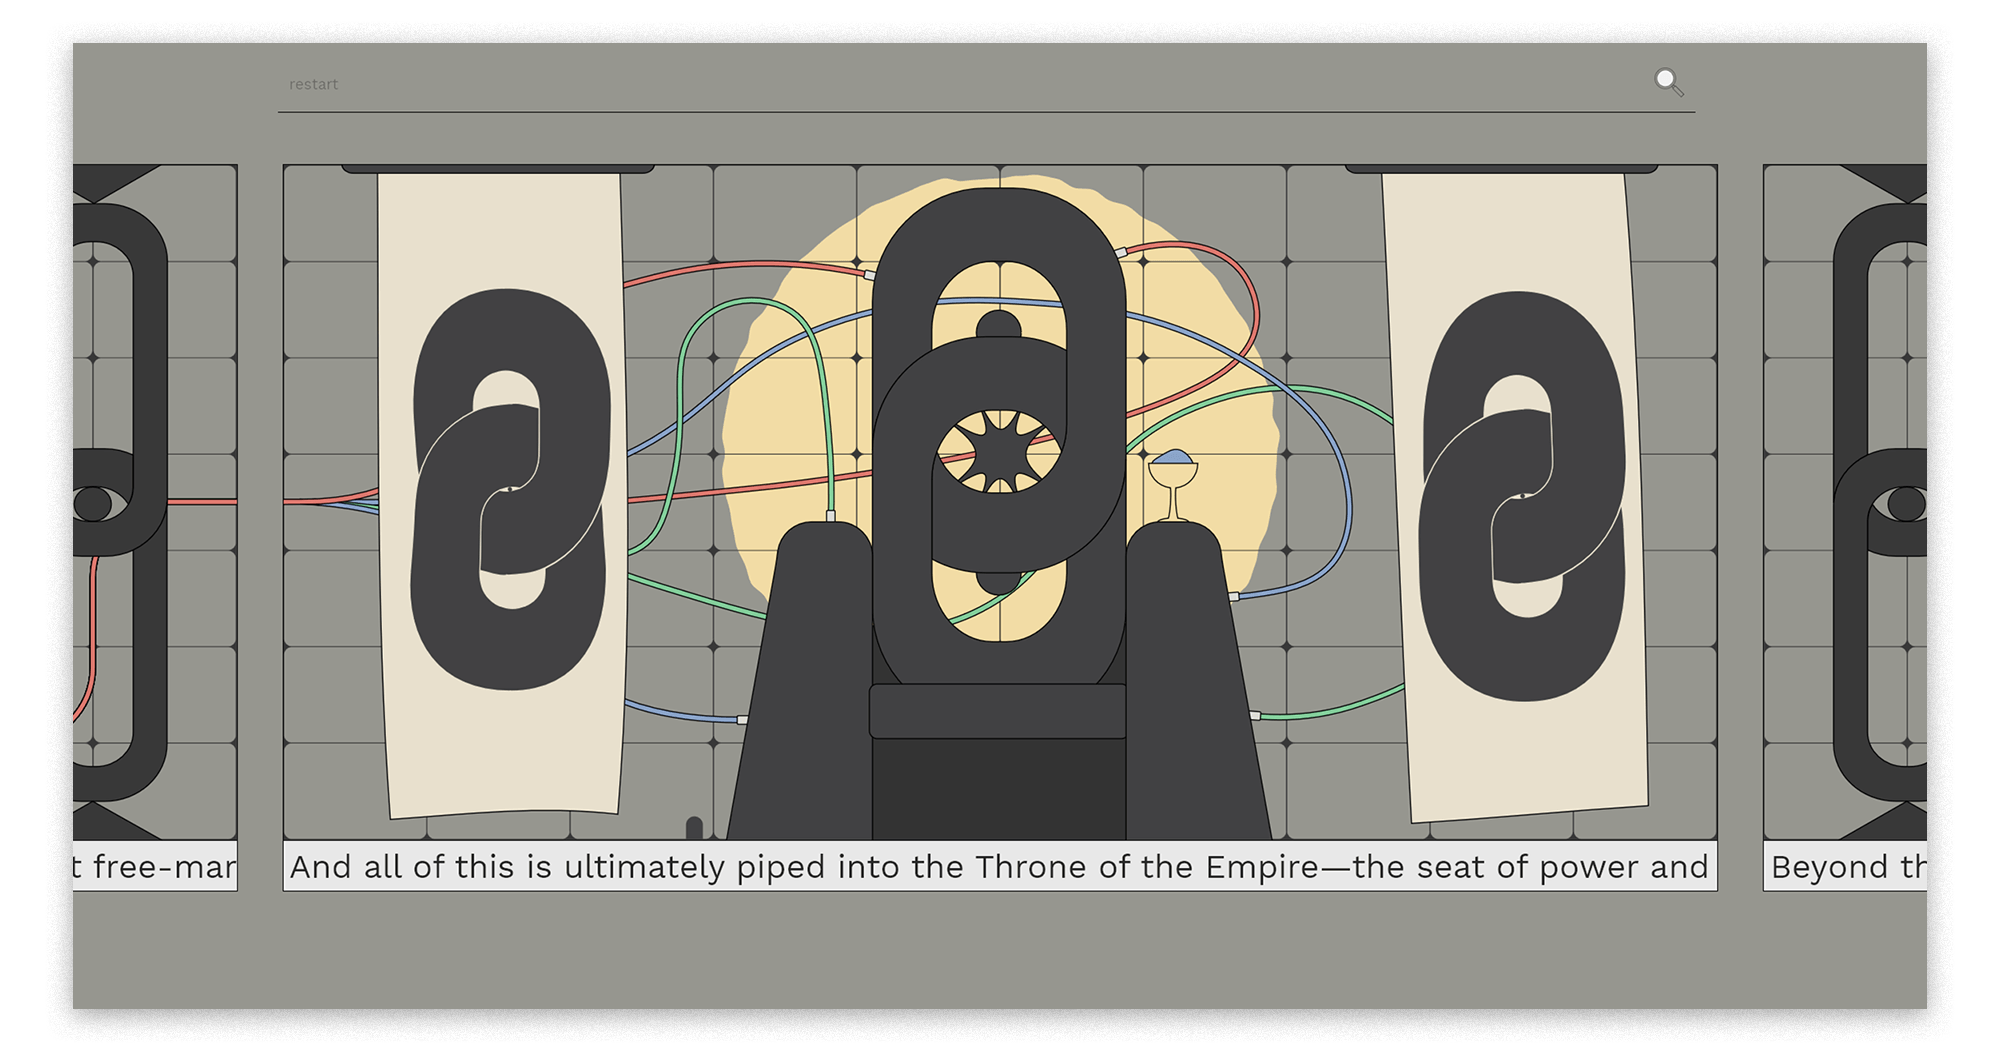 restart
t free-mar
And all of this is ultimately piped into the Throne of the Empire—the seat of power and
Beyond th